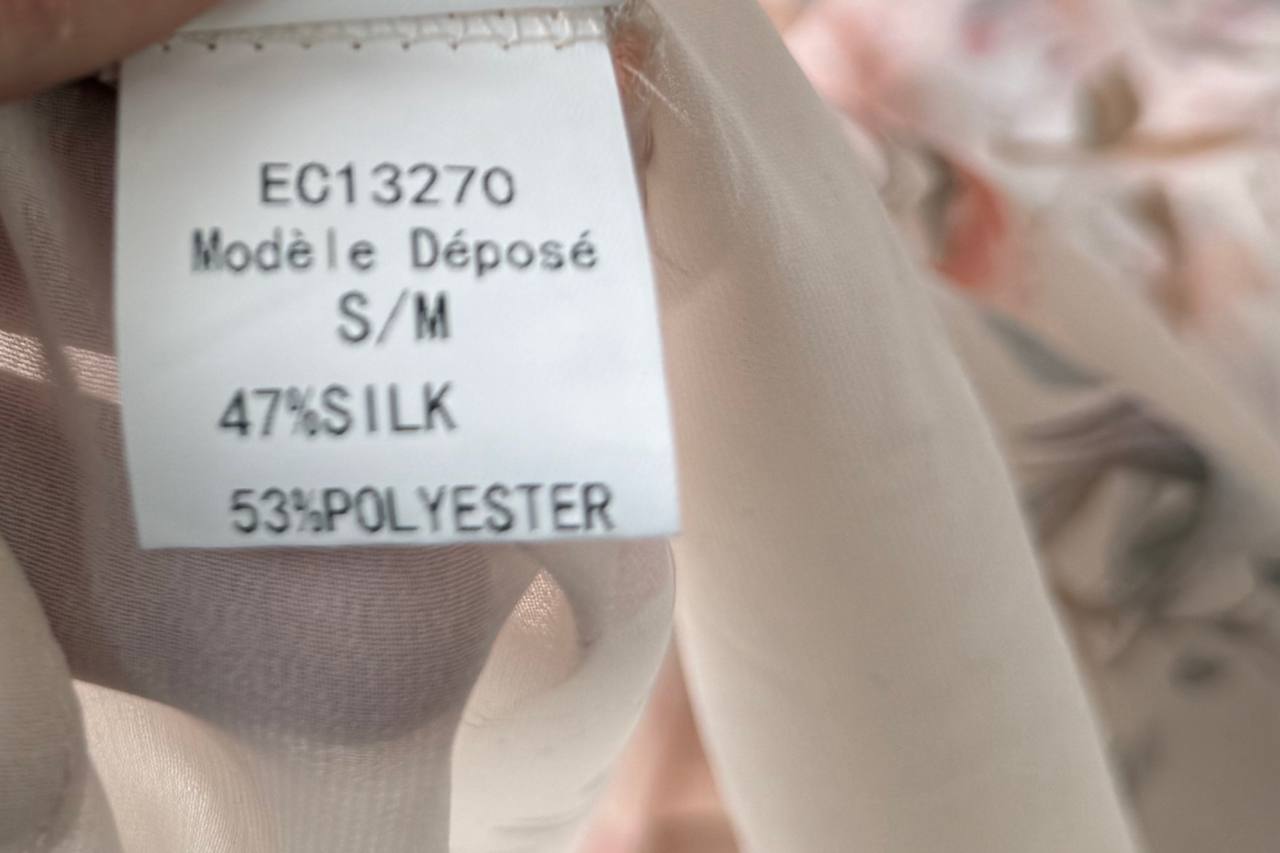 EC13270
Modèle Déposé
S/M
47%SILK
53%POLYESTER